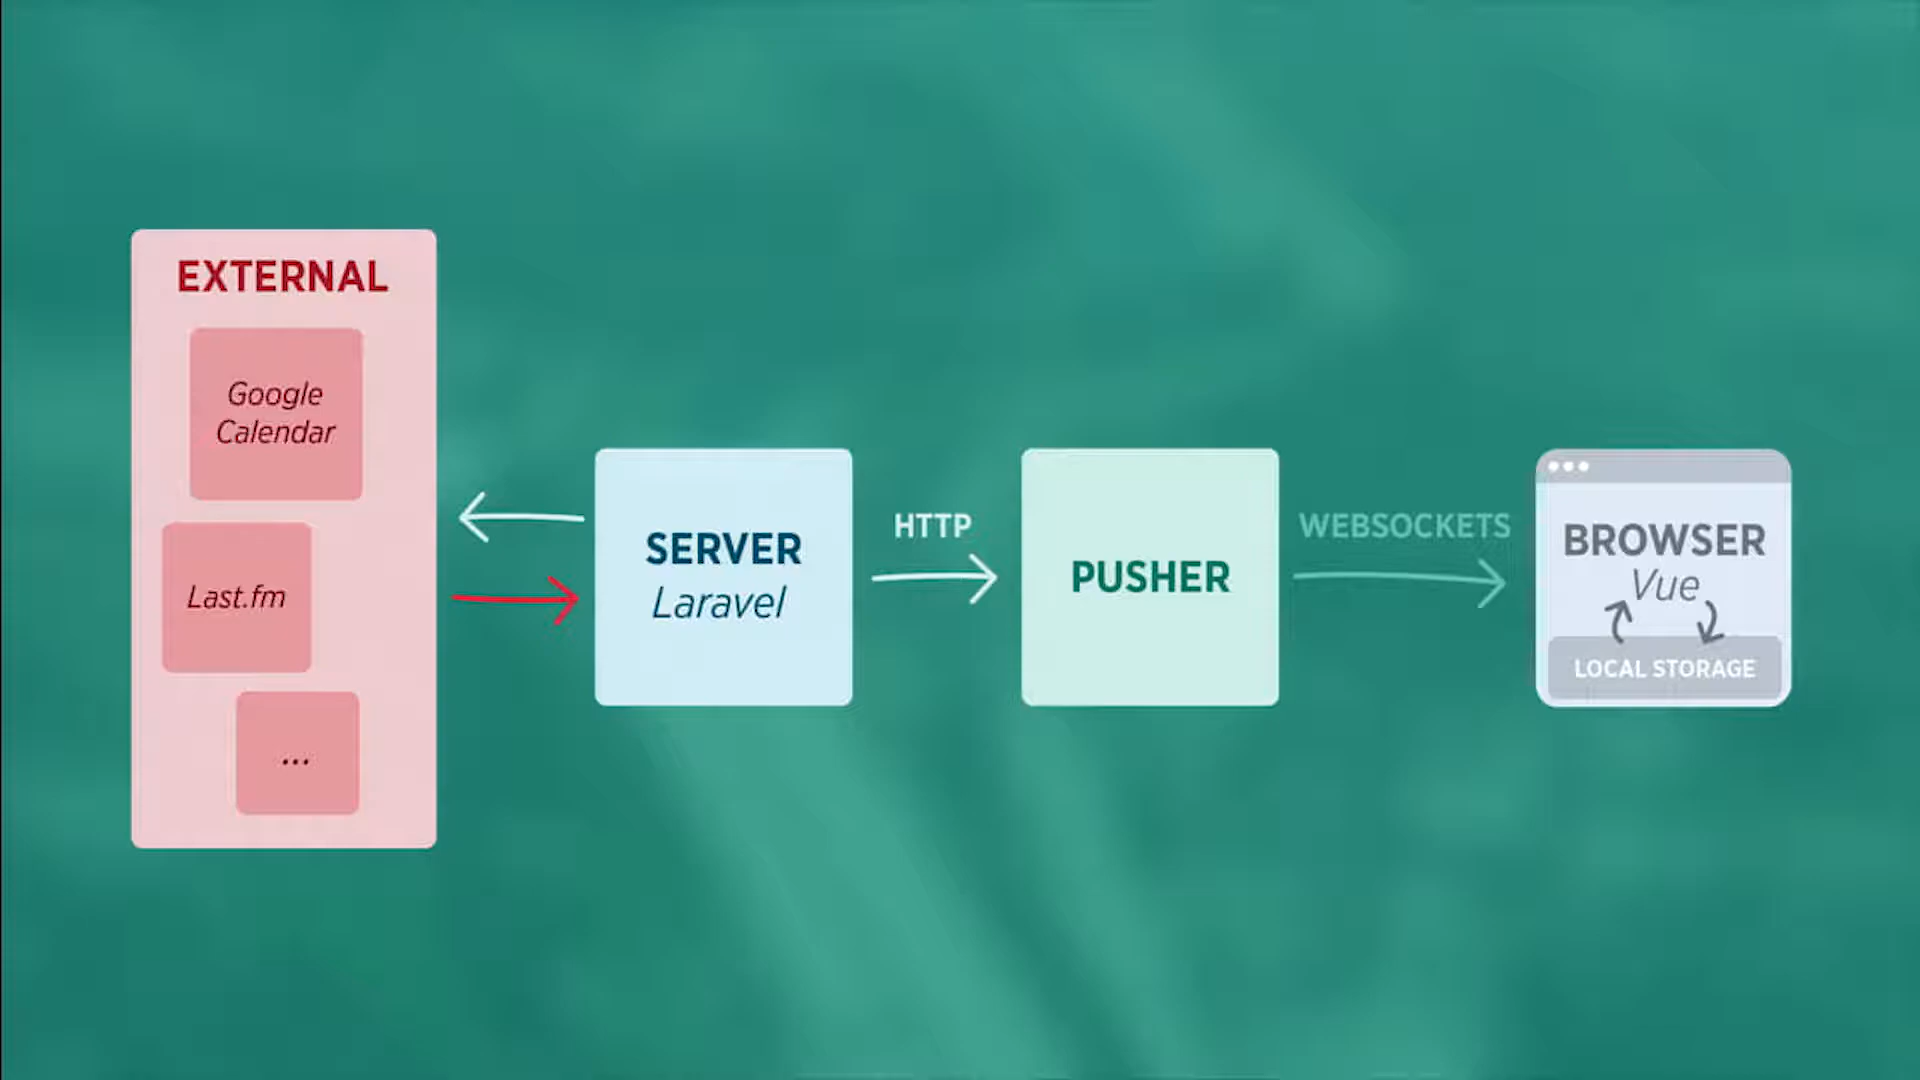 EXTERNAL
Google
Calendar
Last.fm
...
SERVER
Laravel
HTTP
PUSHER
WEBSOCKETS
BROWSER
Vue
LOCAL STORAGE